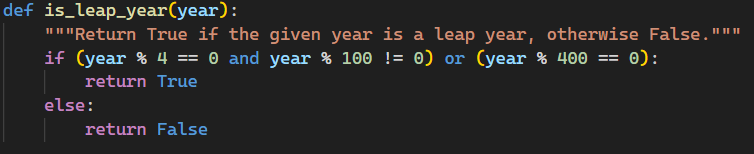 def is_leap_year(year):
    """Return True if the given year is a leap year, otherwise False."""
    if (year % 4 == 0 and year % 100 != 0) or (year % 400 == 0):
        return True
    else:
        return False